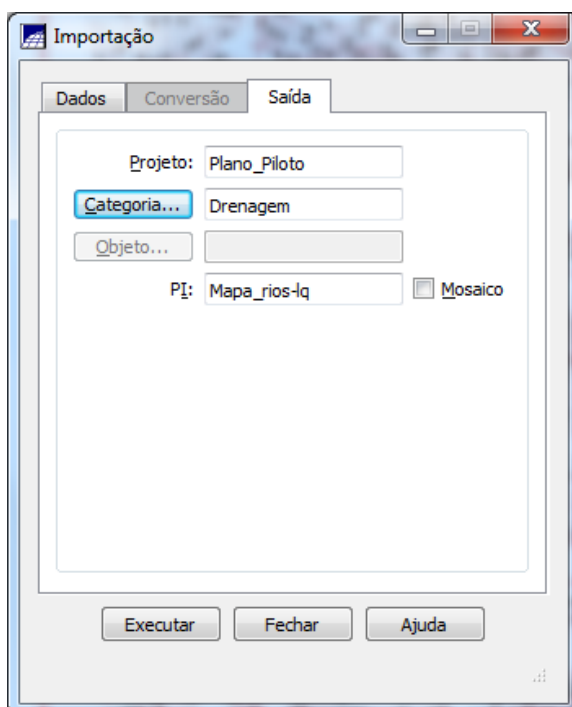 Importação
Dados Conversão Saída
Projeto: Plano_Piloto
Categoria... Drenagem
Objeto...
PI: Mapa_rios-lq Mosaico
Executar Fechar Ajuda